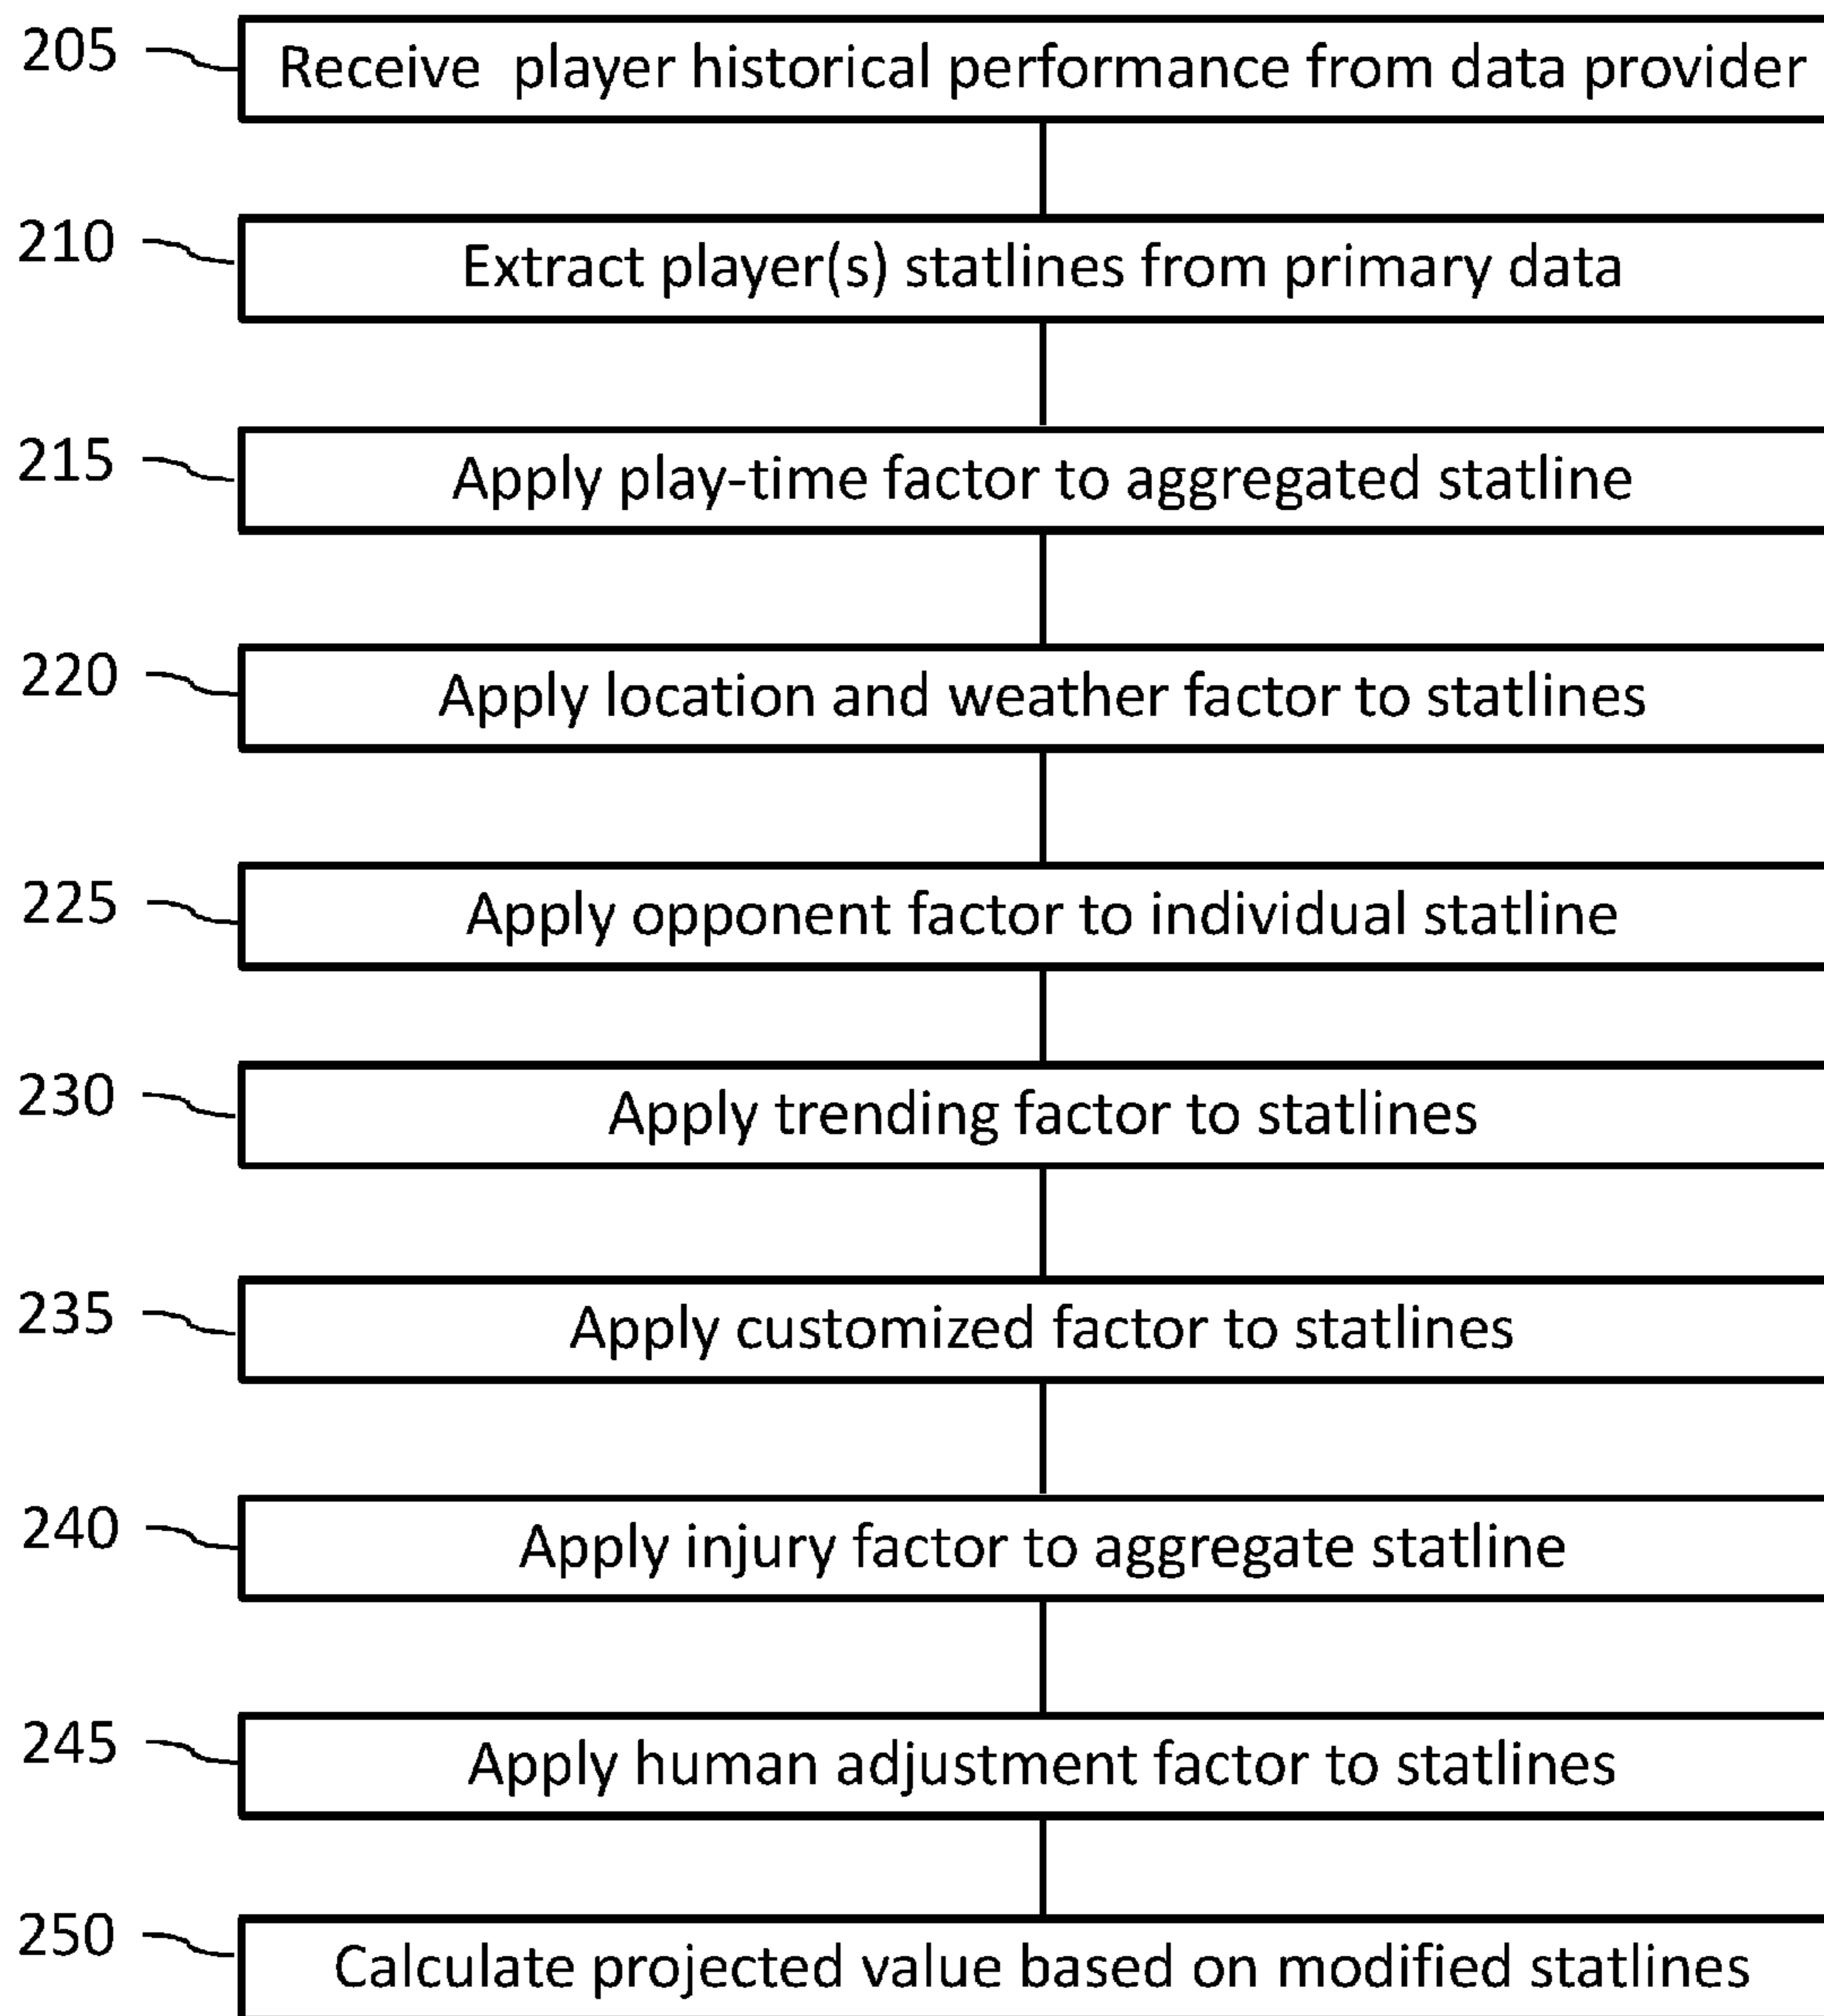 205 Receive player historical performance from data provider
210 Extract player(s) statlines from primary data
215 Apply play-time factor to aggregated statline
220 Apply location and weather factor to statlines
225 Apply opponent factor to individual statline
230 Apply trending factor to statlines
235 Apply customized factor to statlines
240 Apply injury factor to aggregate statline
245 Apply human adjustment factor to statlines
250 Calculate projected value based on modified statlines